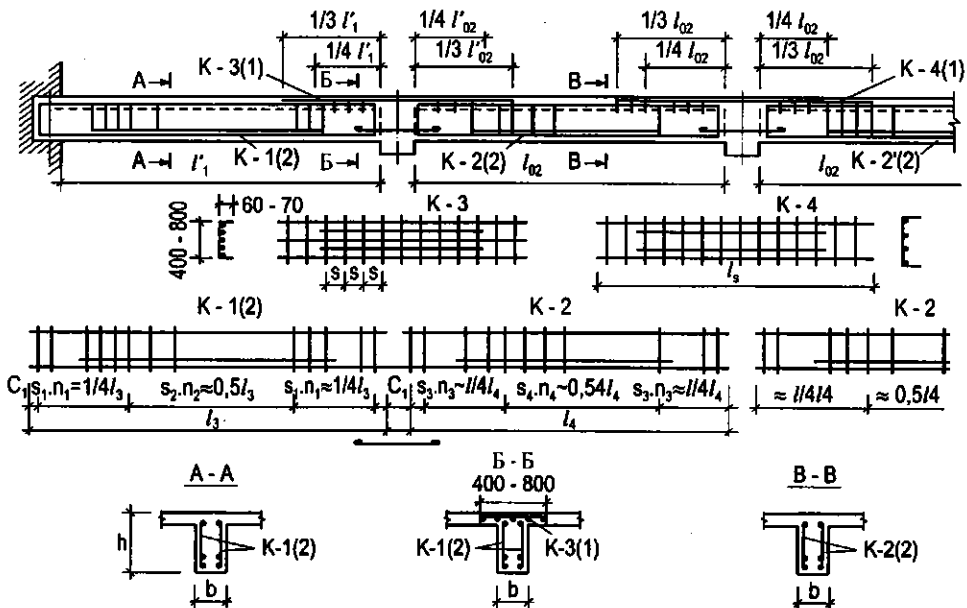 1/3 l'₁ 1/4 l'₀₂ 1/3 l₀₂ 1/4 l₀₂
1/4 l'₁ 1/3 l'₀₂ 1/4 l₀₂ 1/3 l₀₂
К - 3(1) А Б В К - 4(1)
А К - 1(2) Б К - 2(2) В К - 2'(2)
l'₁ l₀₂ l₀₂
60 - 70 К - 3 К - 4
400 - 800
s s s lₛ
К - 1(2) К - 2 К - 2
C₁ s₁.n₁=1/4l₃ s₂.n₂≈0,5l₃ s₁.n₁≈1/4l₃ C₁ s₃.n₃~l/4l₄ s₄.n₄~0,54l₄ s₃.n₃≈l/4l₄ ≈ l/4l4 ≈ 0,5l4
l₃ l₄
А - А Б - Б В - В
400 - 800
h К-1(2) К-1(2) К-3(1) К-2(2)
b b b